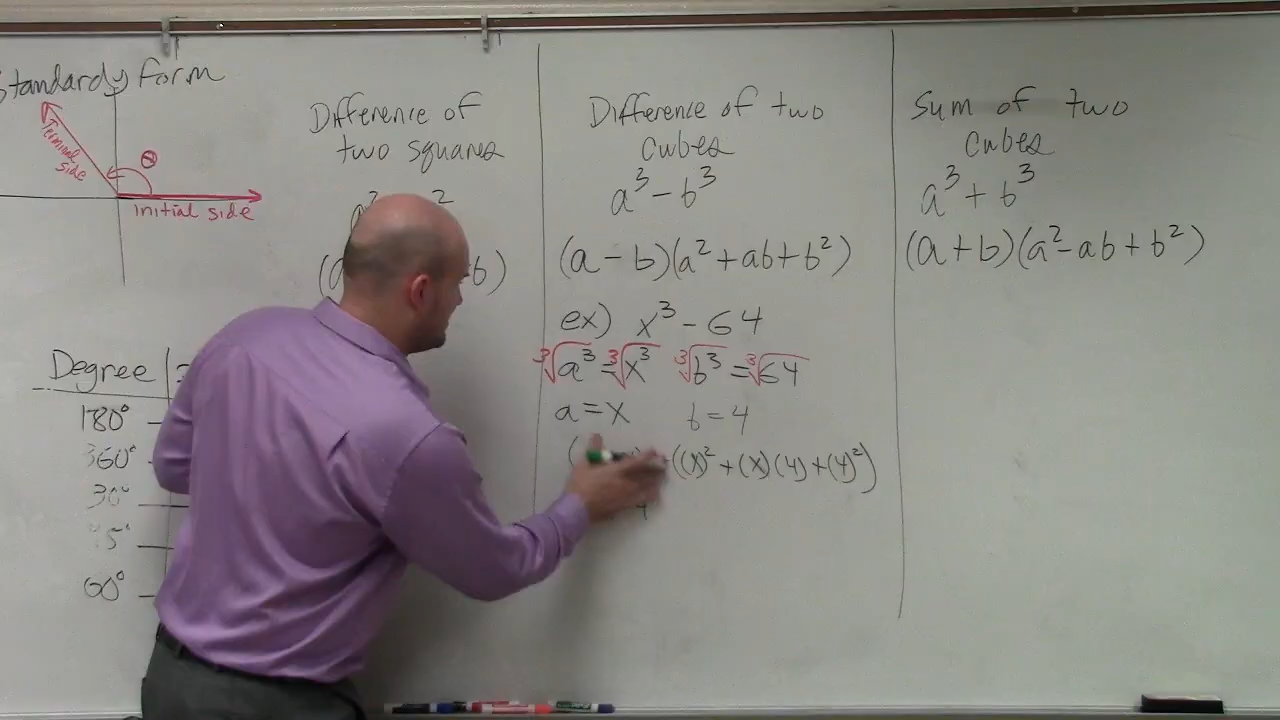 Standardy form
Terminal side
θ
initial side
Degree
180°
360°
30°
45°
60°
Difference of
two squares
Difference of two
cubes
a³ − b³
(a − b)(a² + ab + b²)
ex) x³ − 64
∛a³ = ∛x³ ∛b³ = ∛64
a = x b = 4
((x)² + (x)(4) + (4)²)
Sum of two
cubes
a³ + b³
(a + b)(a² − ab + b²)